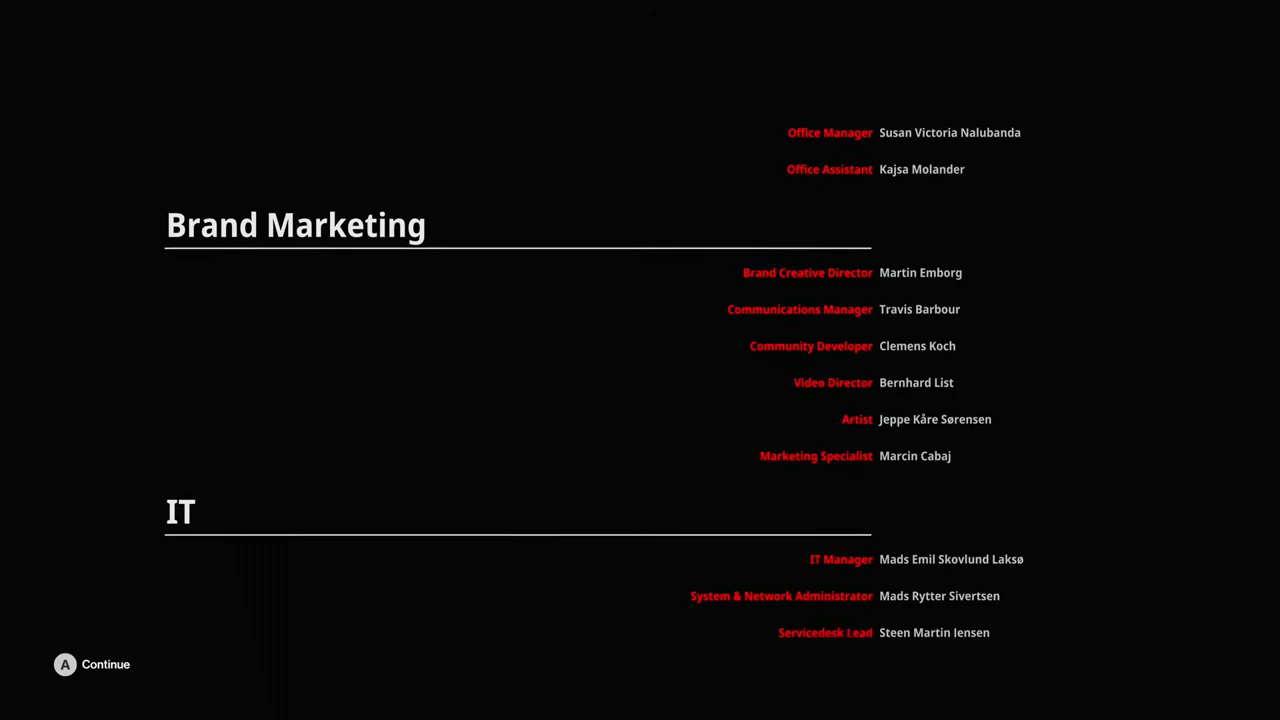 Office Manager Susan Victoria Nalubanda
Office Assistant Kajsa Molander
Brand Marketing
Brand Creative Director Martin Emborg
Communications Manager Travis Barbour
Community Developer Clemens Koch
Video Director Bernhard List
Artist Jeppe Kåre Sørensen
Marketing Specialist Marcin Cabaj
IT
IT Manager Mads Emil Skovlund Laksø
System & Network Administrator Mads Rytter Sivertsen
Servicedesk Lead Steen Martin Jensen
A Continue